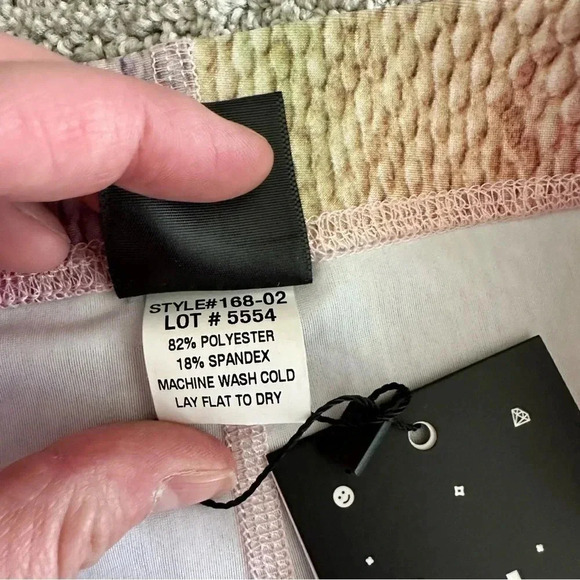 STYLE#168-02
LOT # 5554
82% POLYESTER
18% SPANDEX
MACHINE WASH COLD
LAY FLAT TO DRY